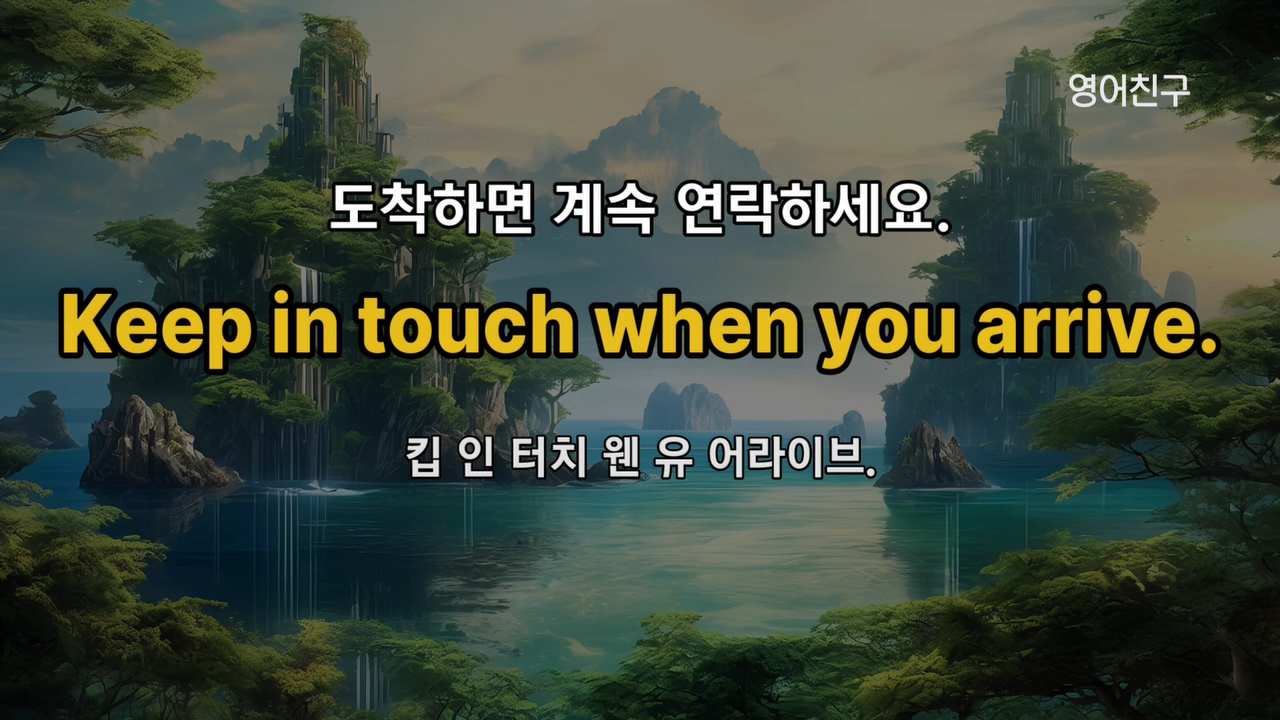 영어친구
도착하면 계속 연락하세요.
Keep in touch when you arrive.
킵 인 터치 웬 유 어라이브.